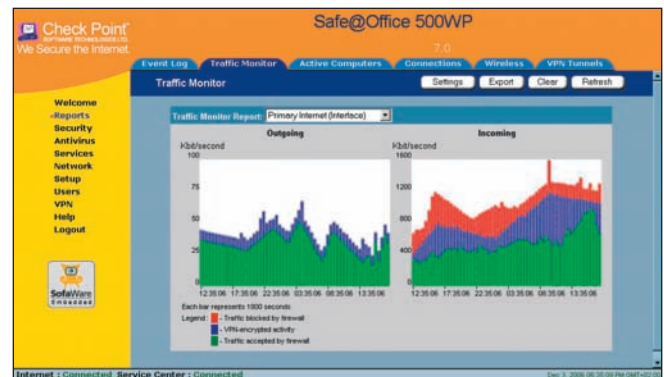 Check Point
SOFTWARE TECHNOLOGIES LTD.
We Secure the Internet.
Safe@Office 500WP
7.0
Event Log
Traffic Monitor
Active Computers
Connections
Wireless
VPN Tunnels
Traffic Monitor
Settings
Export
Clear
Refresh
Welcome
Reports
Security
Antivirus
Services
Network
Setup
Users
VPN
Help
Logout
SofaWare
EMBEDDED
Traffic Monitor Report: Primary Internet (Interface)
Outgoing
Kbit/second
100
75
50
25
0
12:35:06 17:35:06 22:35:06 03:35:06 08:35:06 13:35:06
Incoming
Kbit/second
1600
1200
800
400
0
12:35:06 17:35:06 22:35:06 03:35:06 08:35:06 13:35:06
Each bar represents 1800 seconds
Legend:
- Traffic blocked by firewall
- VPN-encrypted activity
- Traffic accepted by firewall
Internet : Connected Service Center : Connected